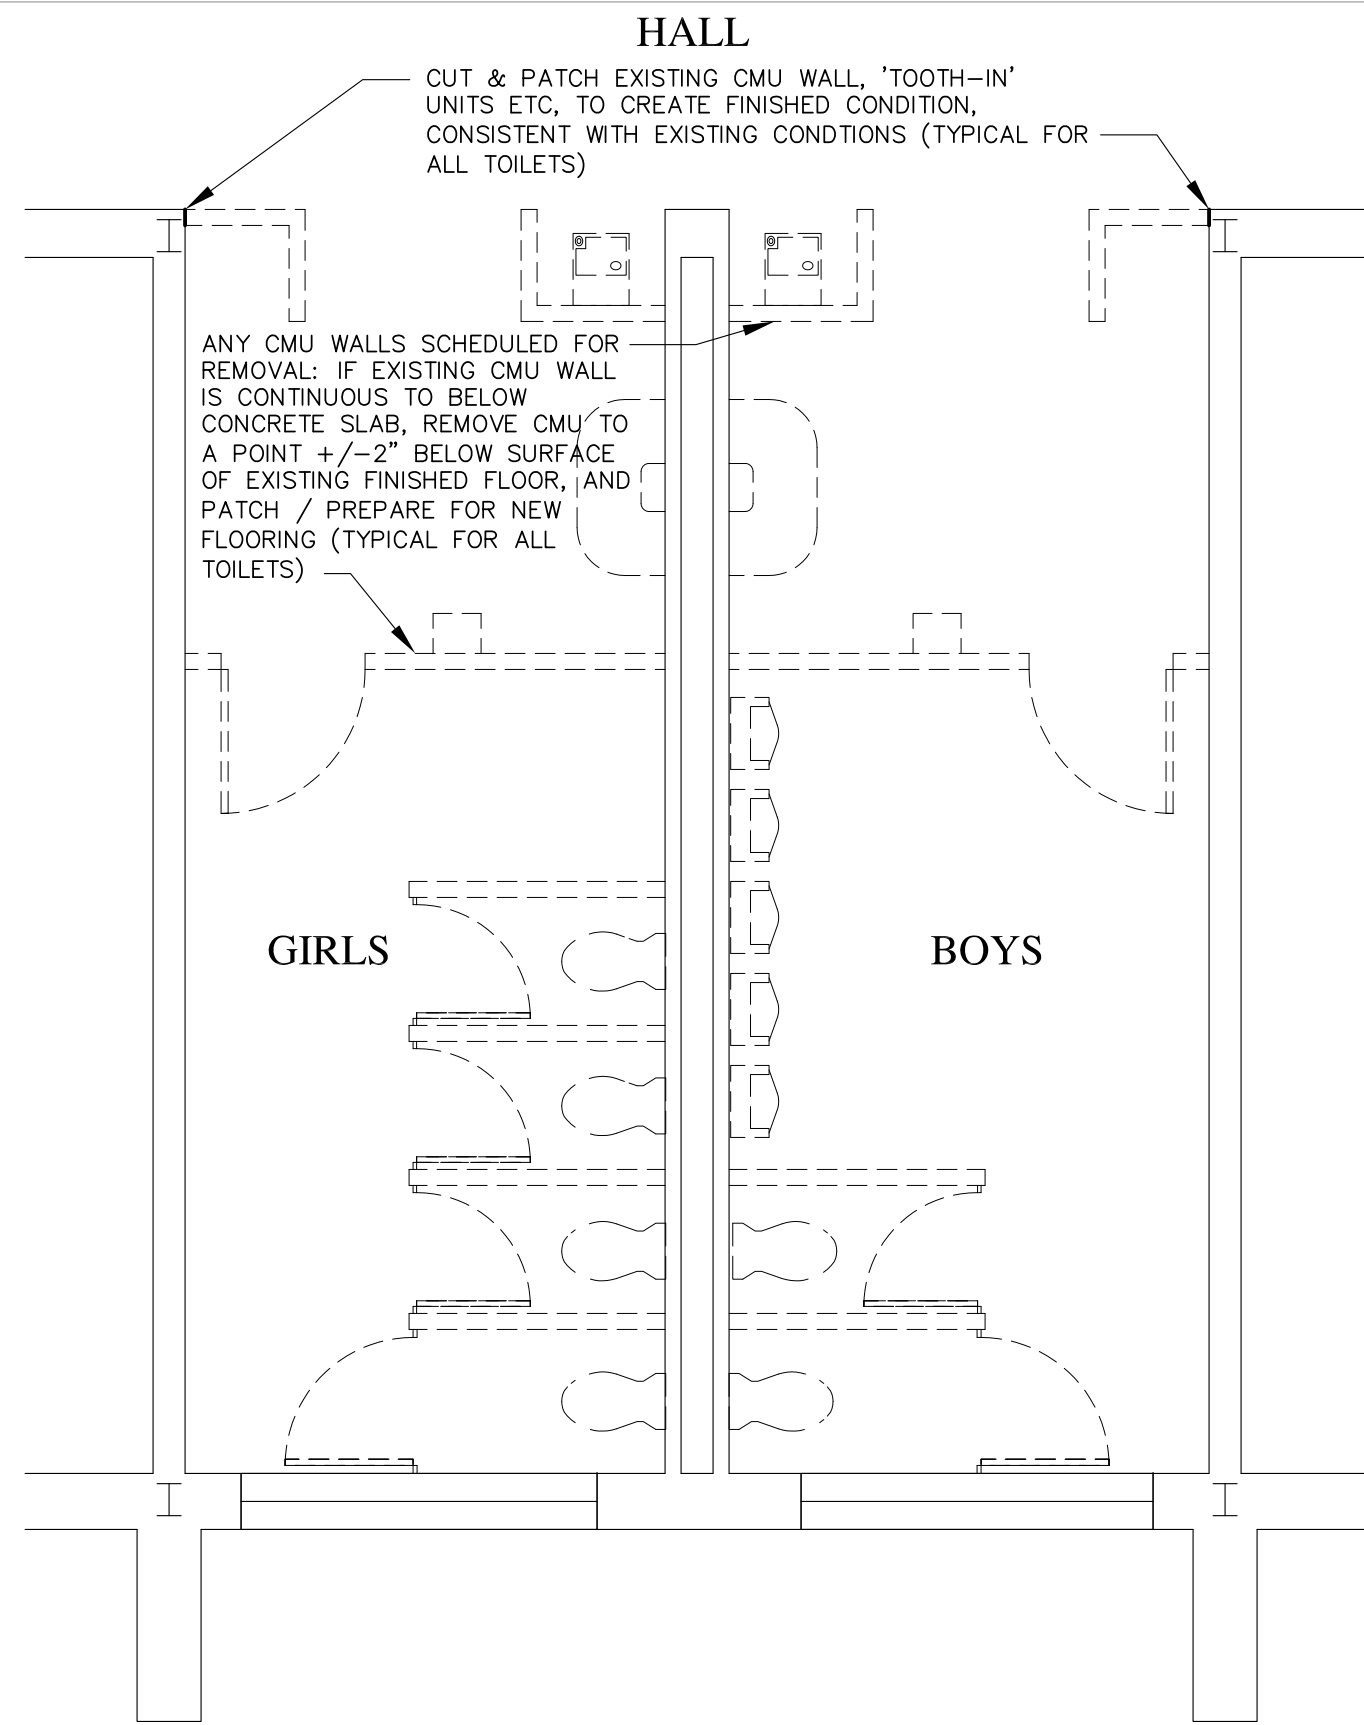 HALL
CUT & PATCH EXISTING CMU WALL, 'TOOTH-IN'
UNITS ETC, TO CREATE FINISHED CONDITION,
CONSISTENT WITH EXISTING CONDTIONS (TYPICAL FOR
ALL TOILETS)
ANY CMU WALLS SCHEDULED FOR
REMOVAL: IF EXISTING CMU WALL
IS CONTINUOUS TO BELOW
CONCRETE SLAB, REMOVE CMU TO
A POINT +/-2" BELOW SURFACE
OF EXISTING FINISHED FLOOR, AND
PATCH / PREPARE FOR NEW
FLOORING (TYPICAL FOR ALL
TOILETS)
GIRLS
BOYS